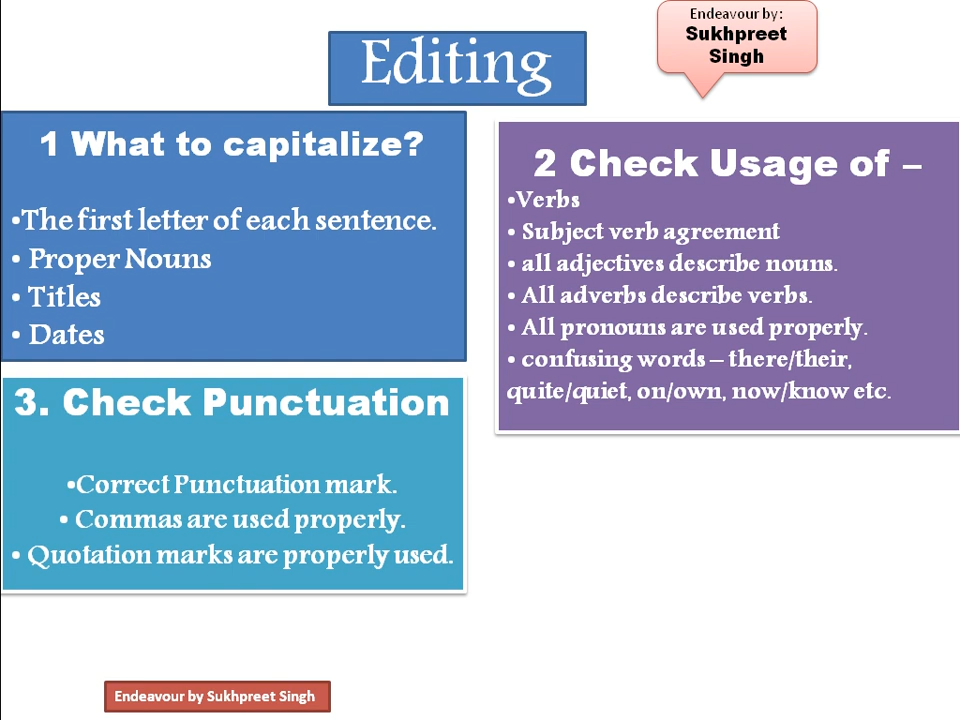 Editing
Endeavour by:
Sukhpreet
Singh
1 What to capitalize?
•The first letter of each sentence.
• Proper Nouns
• Titles
• Dates
2 Check Usage of –
•Verbs
• Subject verb agreement
• all adjectives describe nouns.
• All adverbs describe verbs.
• All pronouns are used properly.
• confusing words – there/their,
quite/quiet, on/own, now/know etc.
3. Check Punctuation
•Correct Punctuation mark.
• Commas are used properly.
• Quotation marks are properly used.
Endeavour by Sukhpreet Singh